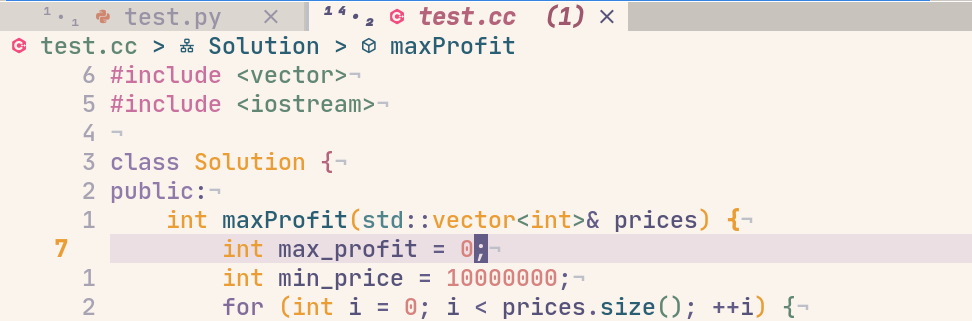 ¹·₁ test.py × ¹⁴·₂ test.cc (1) ×
test.cc > Solution > maxProfit
6 #include <vector>¬
5 #include <iostream>¬
4 ¬
3 class Solution {¬
2 public:¬
1     int maxProfit(std::vector<int>& prices) {¬
7         int max_profit = 0;¬
1         int min_price = 10000000;¬
2         for (int i = 0; i < prices.size(); ++i) {¬